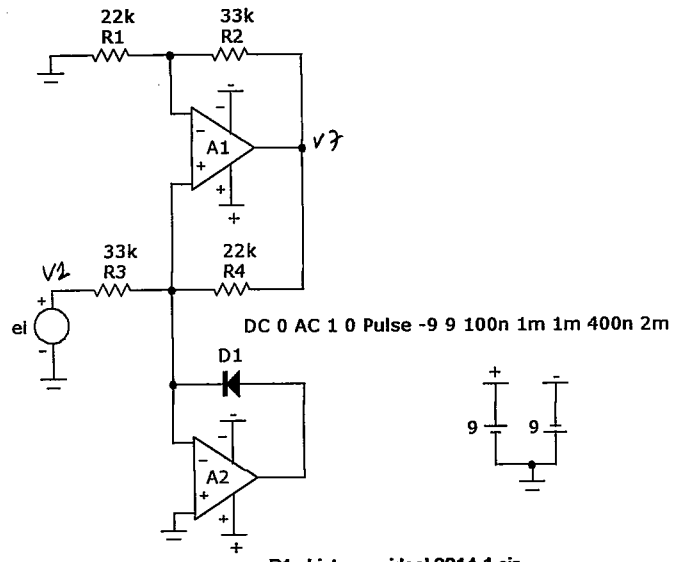 22k 33k
R1 R2
-
-
-
A1
+
+
+
V7
33k 22k
R3 R4
V1
+
ei
-
DC 0 AC 1 0 Pulse -9 9 100n 1m 1m 400n 2m
D1
-
-
-
A2
+
+
+
+ -
9 9